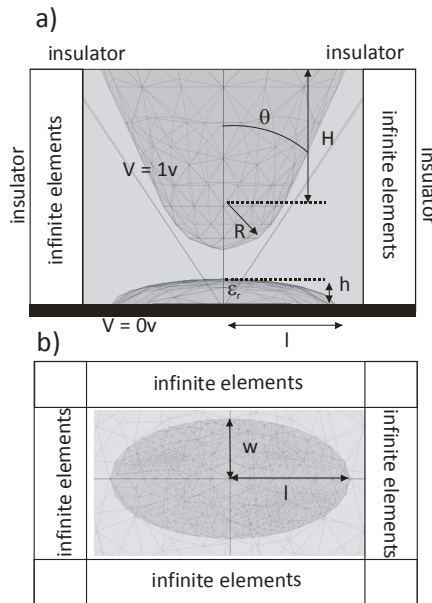 a)
insulator
insulator
insulator
infinite elements
V = 1v
θ
H
R
infinite elements
insulator
εr
h
V = 0v
l
b)
infinite elements
infinite elements
w
l
infinite elements
infinite elements